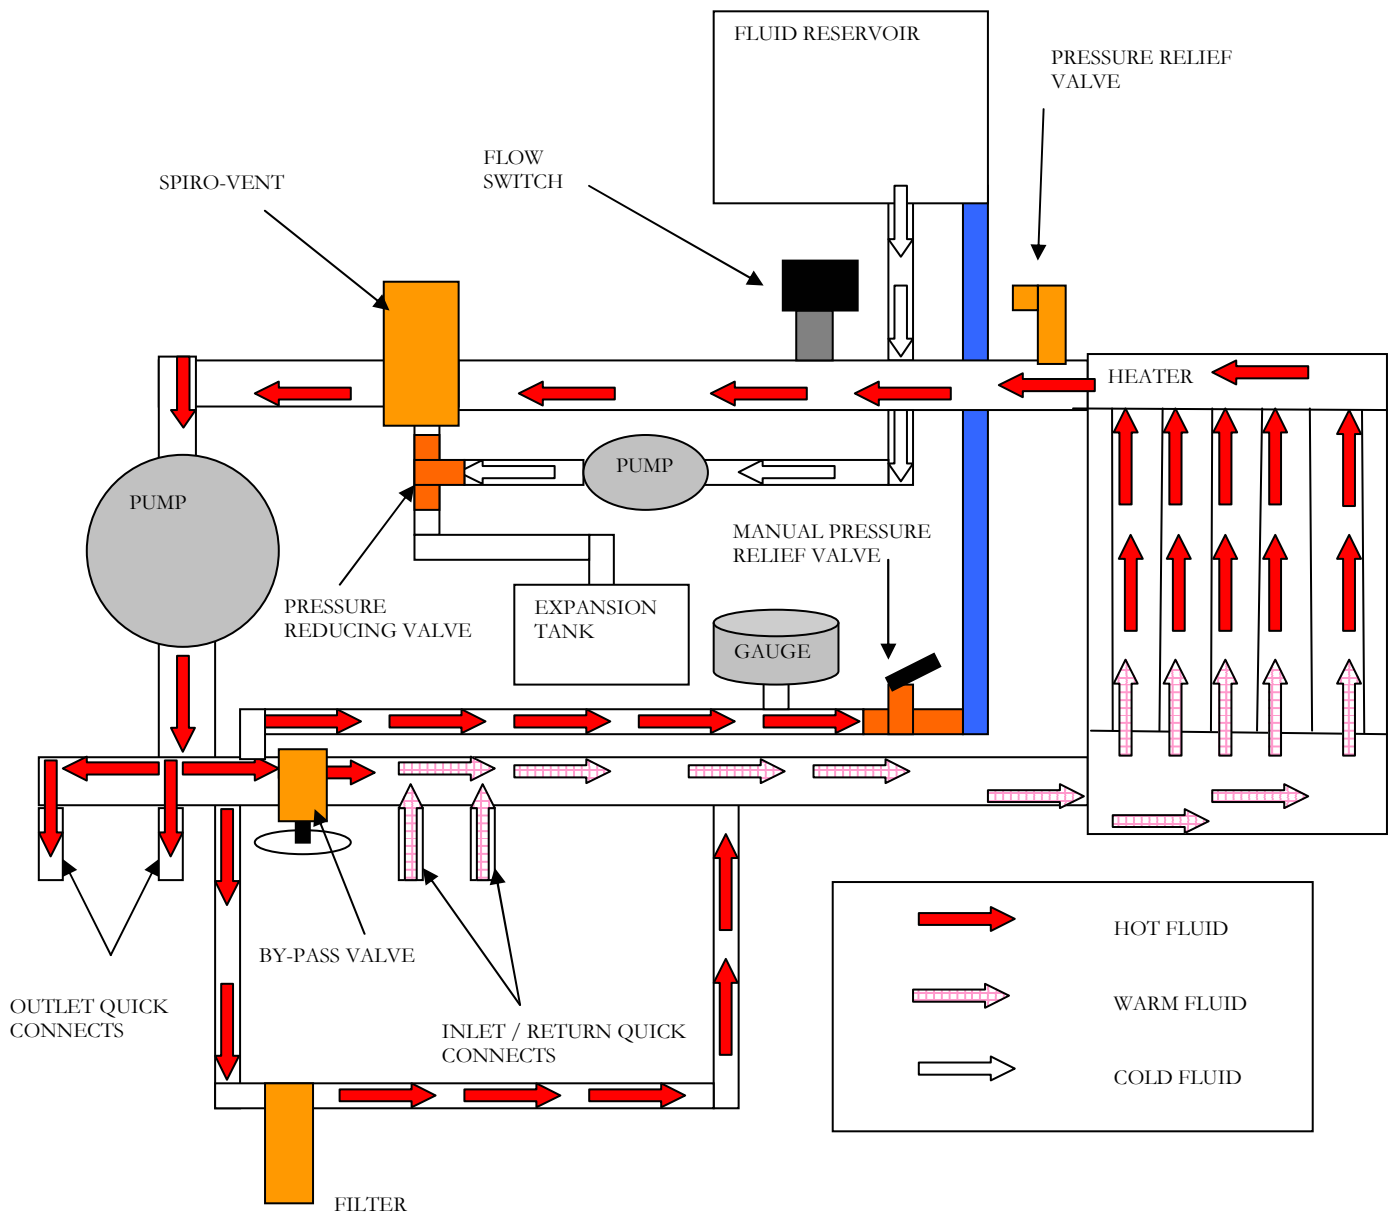 FLUID RESERVOIR
PRESSURE RELIEF
VALVE
FLOW
SWITCH
SPIRO-VENT
HEATER
PUMP
PUMP
MANUAL PRESSURE
RELIEF VALVE
PRESSURE
REDUCING VALVE
EXPANSION
TANK
GAUGE
BY-PASS VALVE
OUTLET QUICK
CONNECTS
INLET / RETURN QUICK
CONNECTS
HOT FLUID
WARM FLUID
COLD FLUID
FILTER